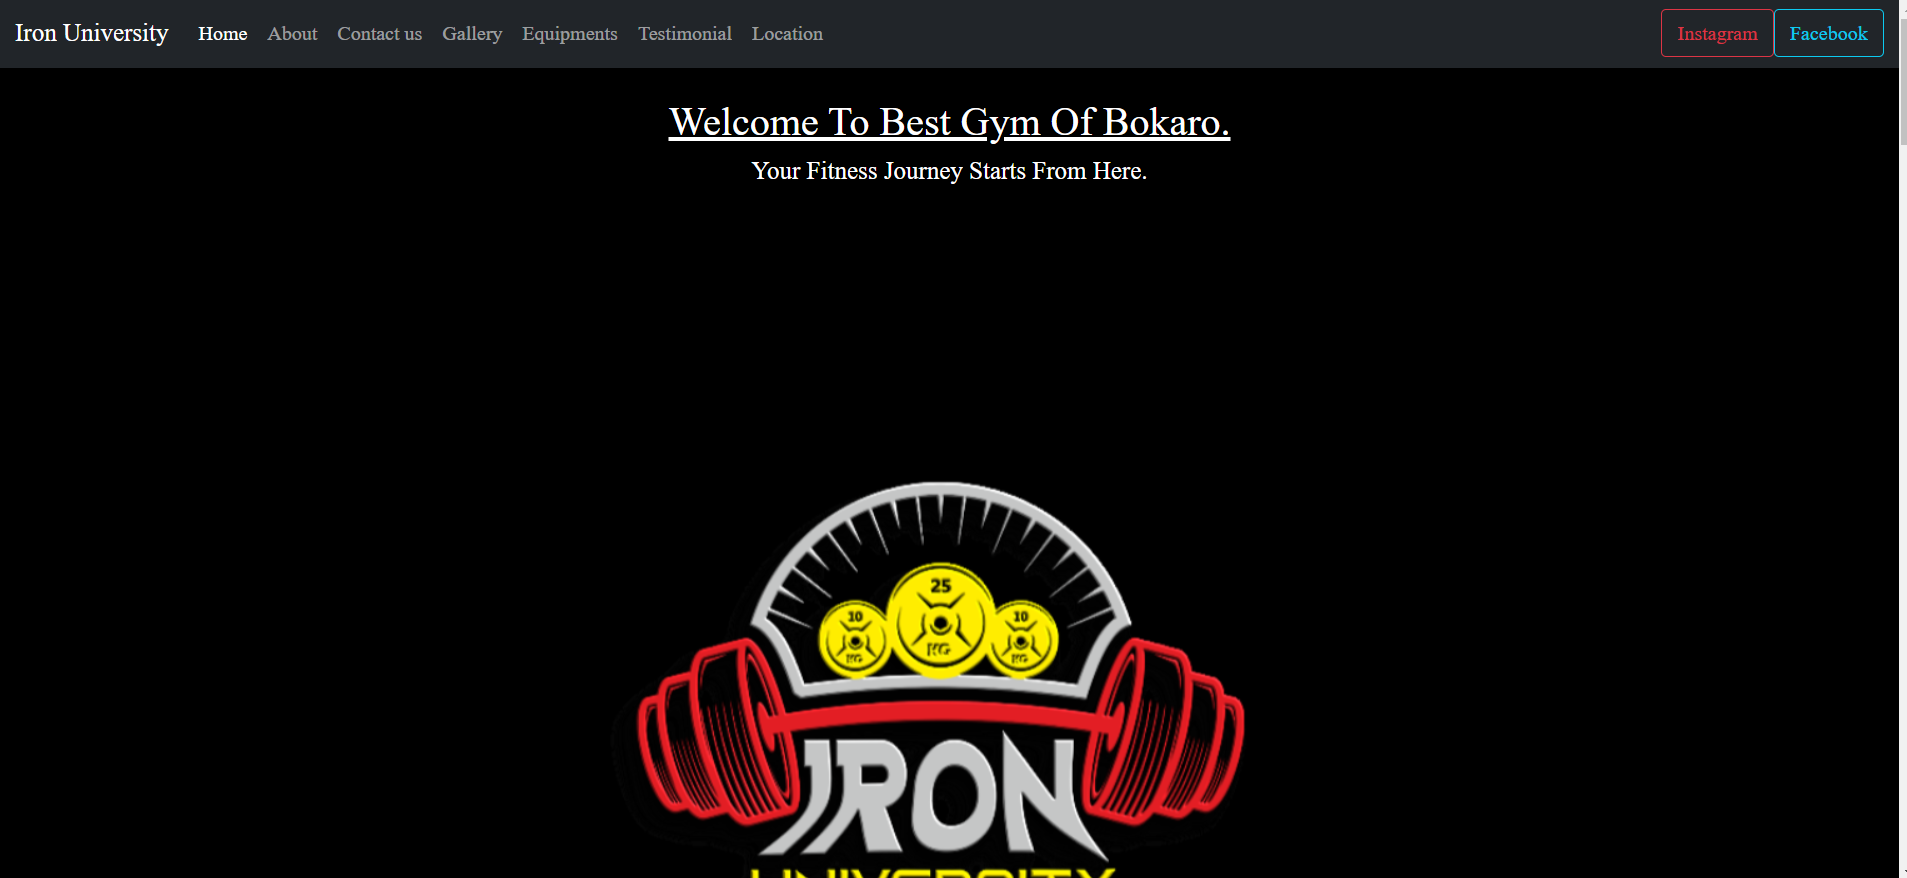 Iron University Home About Contact us Gallery Equipments Testimonial Location Instagram Facebook
Welcome To Best Gym Of Bokaro.
Your Fitness Journey Starts From Here.
25
KG
10
KG
10
KG
IRON
UNIVERSITY